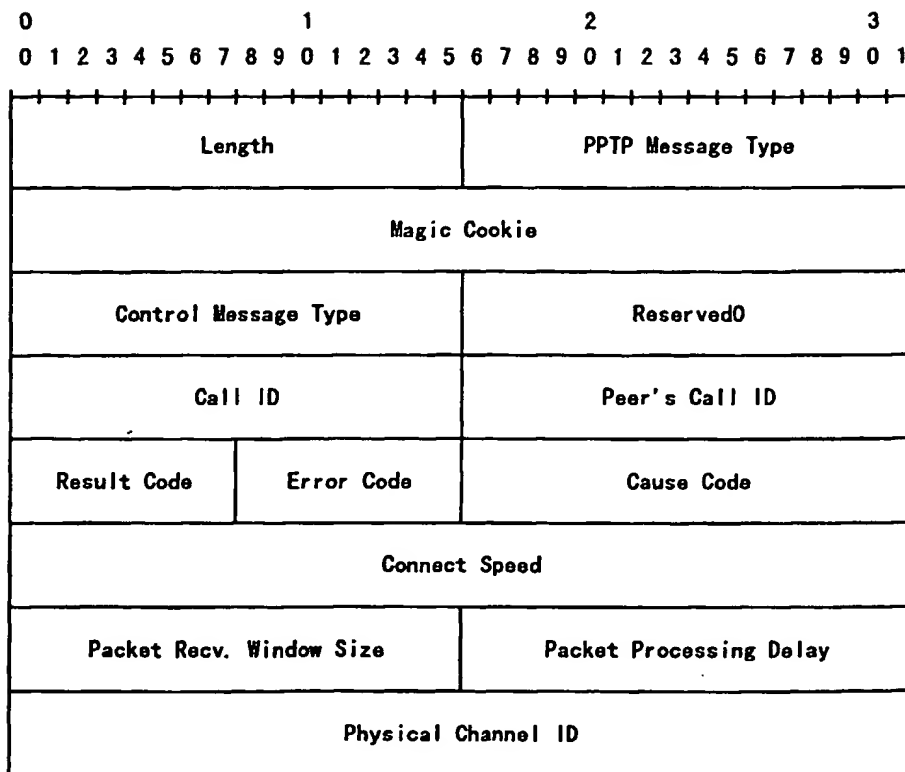 0 1 2 3
0 1 2 3 4 5 6 7 8 9 0 1 2 3 4 5 6 7 8 9 0 1 2 3 4 5 6 7 8 9 0 1
Length PPTP Message Type
Magic Cookie
Control Message Type Reserved0
Call ID Peer's Call ID
Result Code Error Code Cause Code
Connect Speed
Packet Recv. Window Size Packet Processing Delay
Physical Channel ID